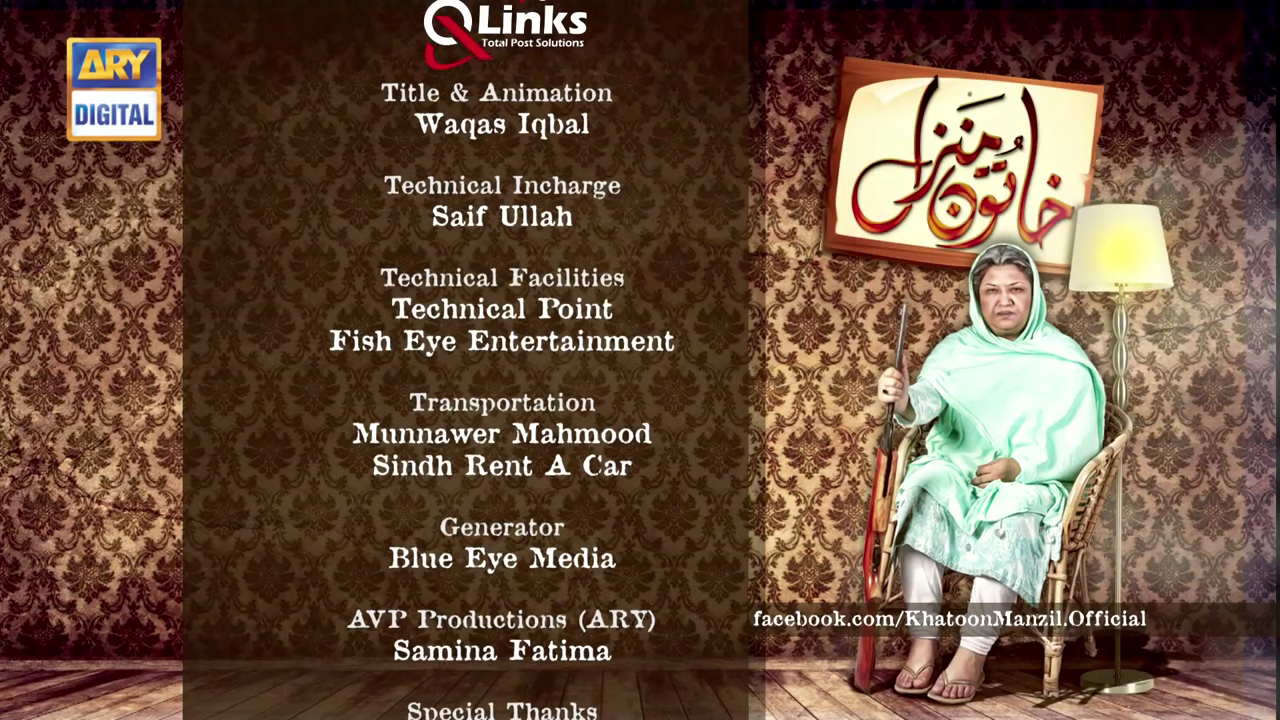 ARY
DIGITAL
Q Links
Total Post Solutions
Title & Animation
Waqas Iqbal
Technical Incharge
Saif Ullah
Technical Facilities
Technical Point
Fish Eye Entertainment
Transportation
Munnawer Mahmood
Sindh Rent A Car
Generator
Blue Eye Media
AVP Productions (ARY)
Samina Fatima
Special Thanks
خاتون منزل
facebook.com/KhatoonManzil.Official